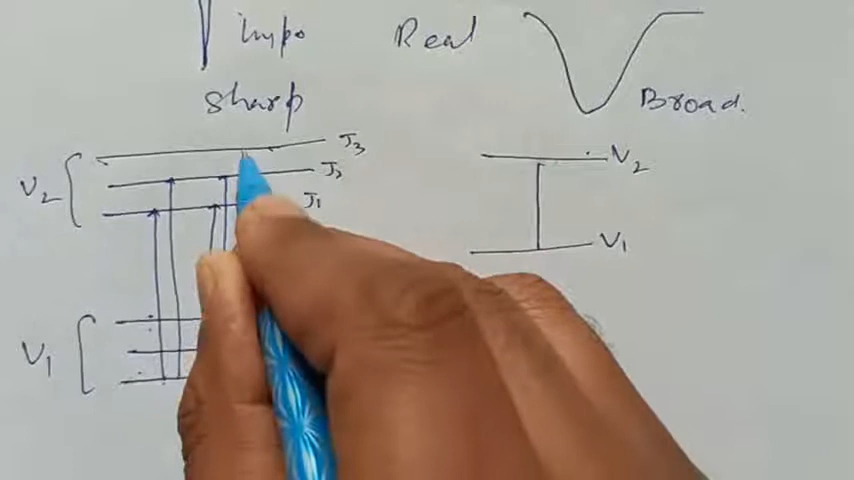 impo Real
sharp Broad.
J3
V2 J2
J1
V2
V1
V1